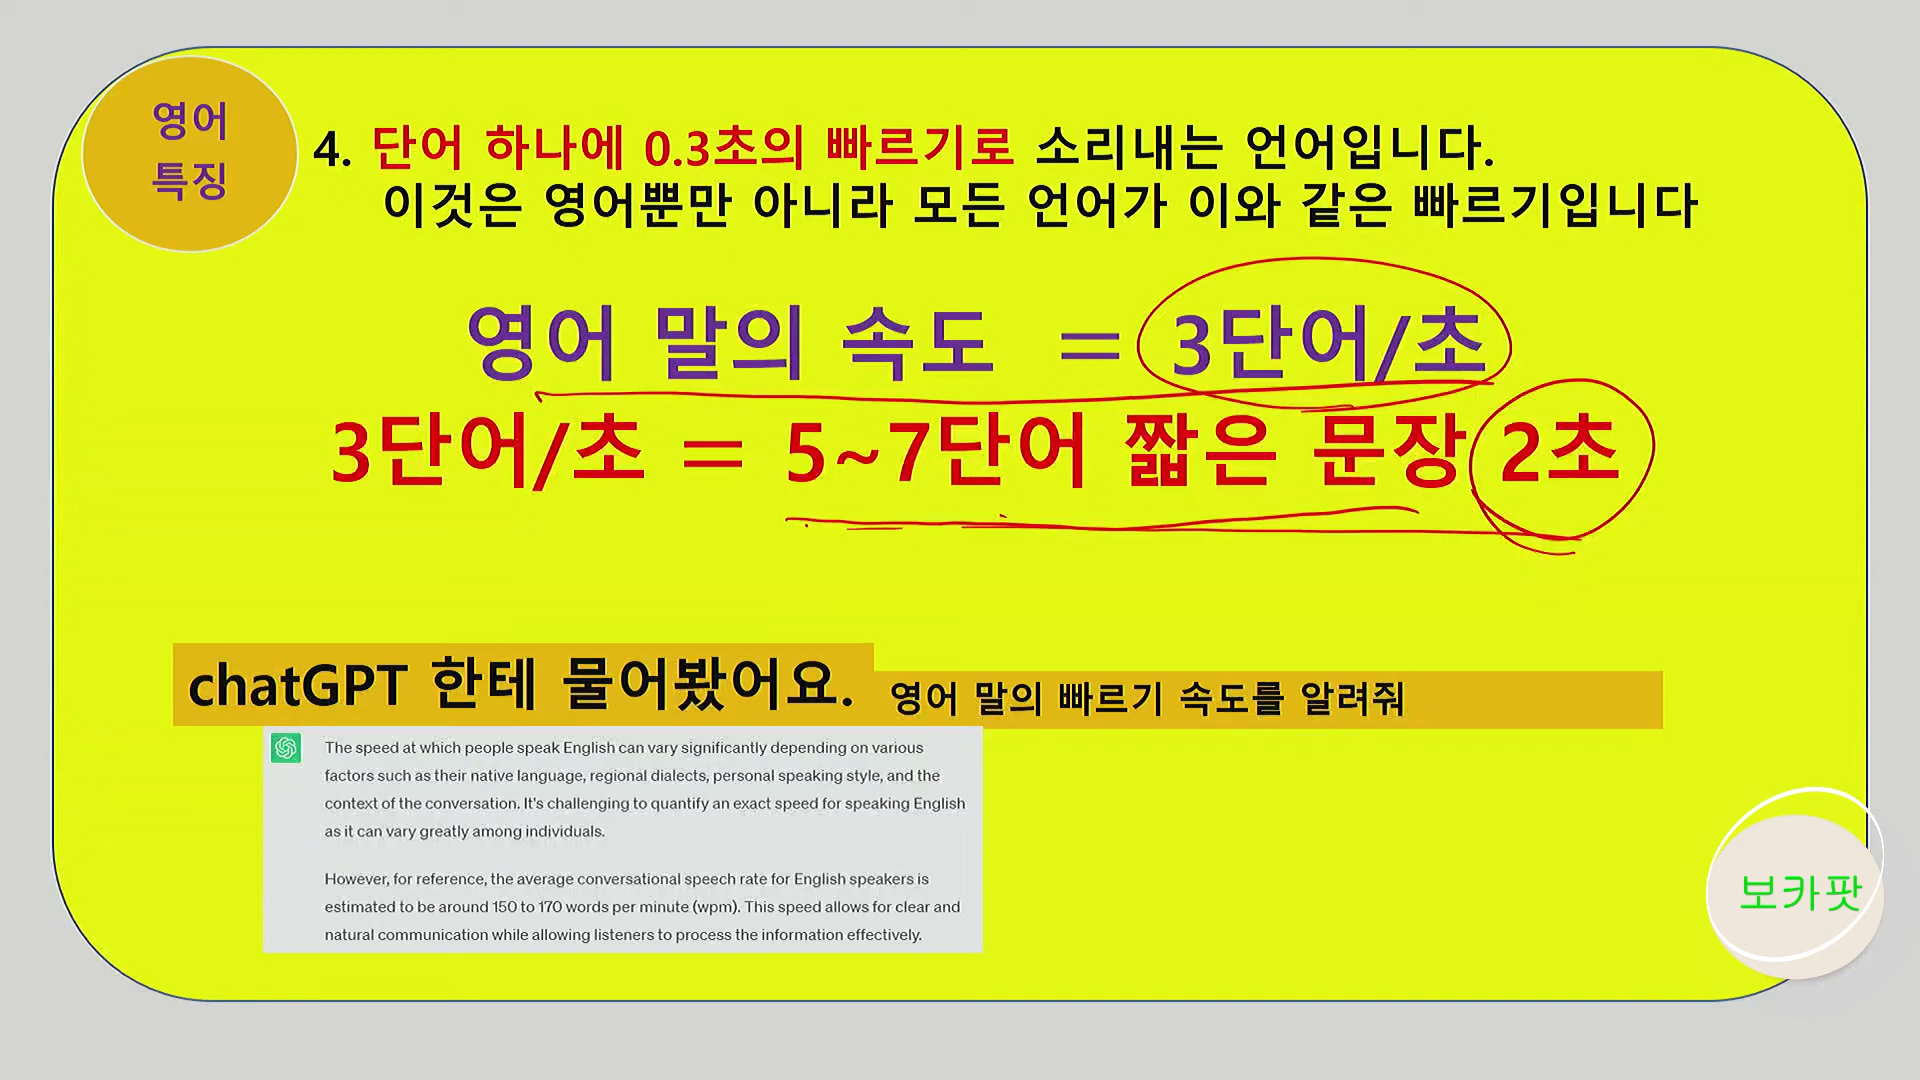 영어
특징
4. 단어 하나에 0.3초의 빠르기로 소리내는 언어입니다.
이것은 영어뿐만 아니라 모든 언어가 이와 같은 빠르기입니다
영어 말의 속도 = 3단어/초
3단어/초 = 5~7단어 짧은 문장 2초
chatGPT 한테 물어봤어요.
영어 말의 빠르기 속도를 알려줘
The speed at which people speak English can vary significantly depending on various
factors such as their native language, regional dialects, personal speaking style, and the
context of the conversation. It's challenging to quantify an exact speed for speaking English
as it can vary greatly among individuals.
However, for reference, the average conversational speech rate for English speakers is
estimated to be around 150 to 170 words per minute (wpm). This speed allows for clear and
natural communication while allowing listeners to process the information effectively.
보카팟